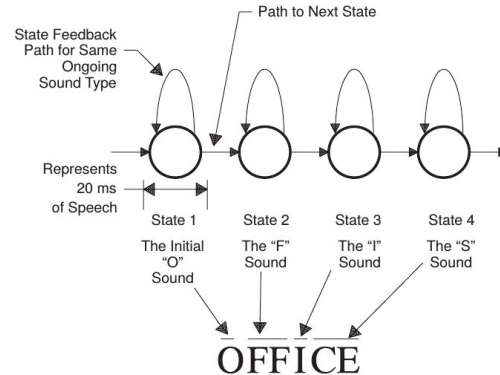 Path to Next State
State Feedback
Path for Same
Ongoing
Sound Type
Represents
20 ms
of Speech
State 1
State 2
State 3
State 4
The Initial
“O”
Sound
The “F”
Sound
The “I”
Sound
The “S”
Sound
OFFICE